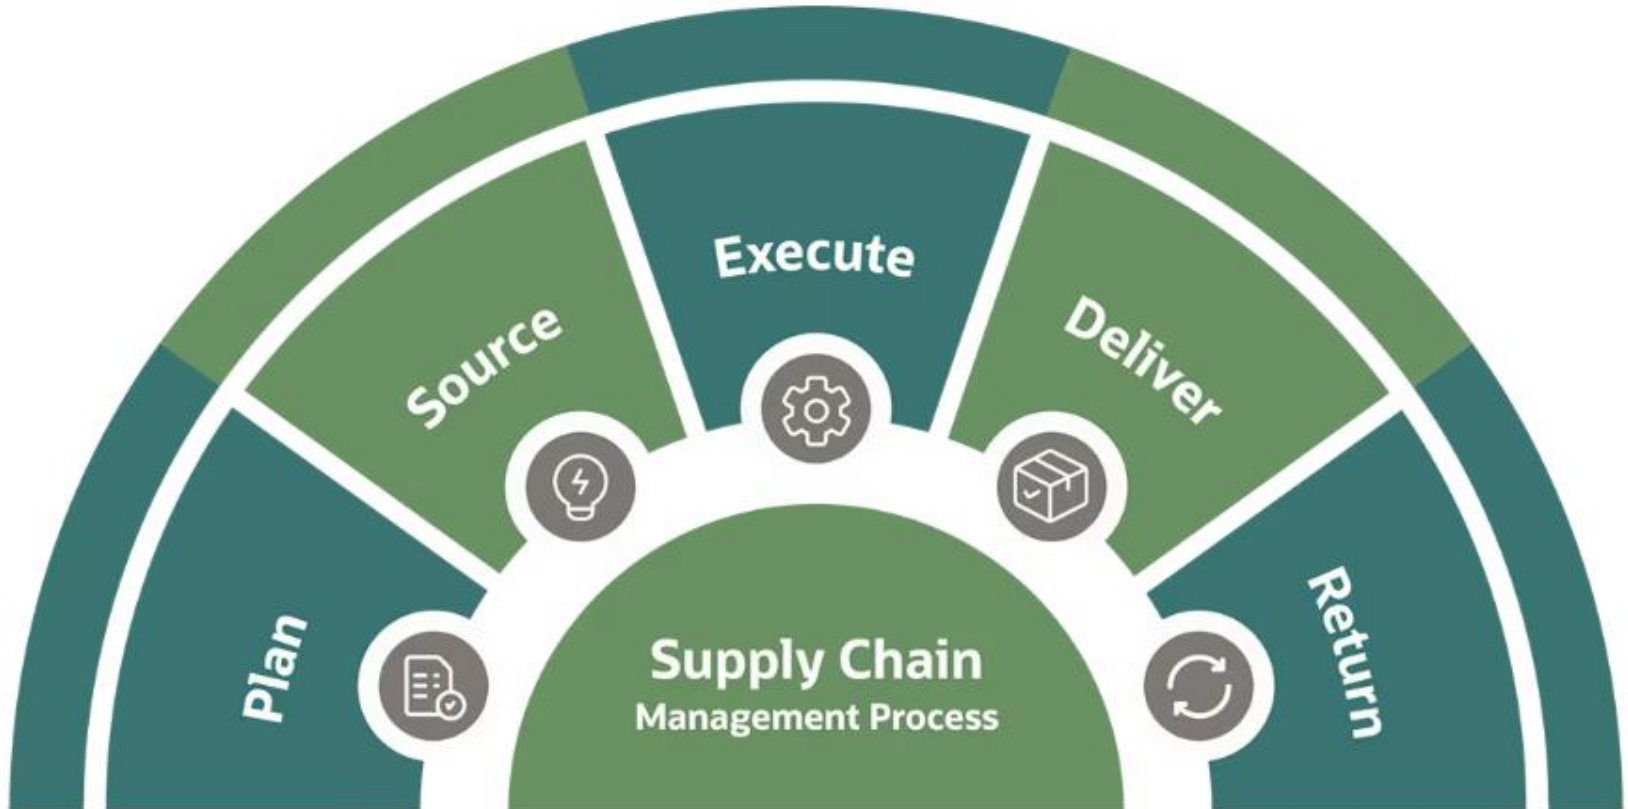 Plan
Source
Execute
Deliver
Return
Supply Chain
Management Process